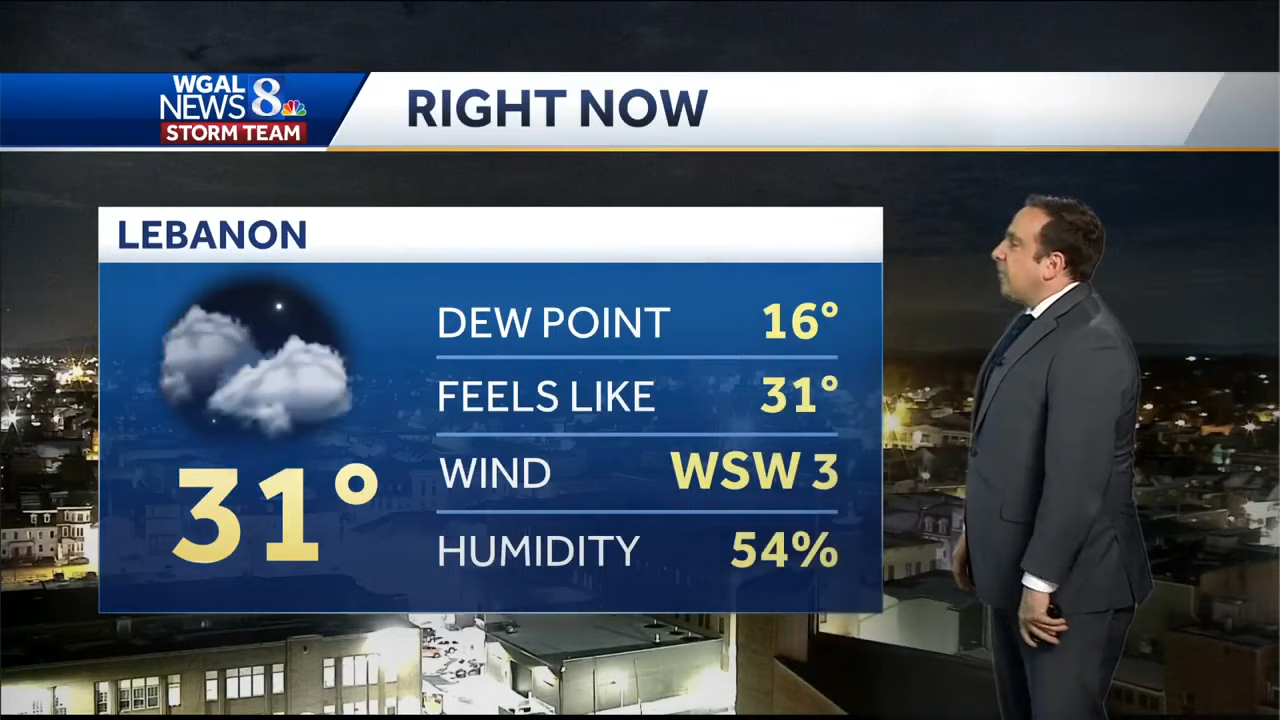 WGAL
NEWS 8
STORM TEAM
RIGHT NOW
LEBANON
31°
DEW POINT 16°
FEELS LIKE 31°
WIND WSW 3
HUMIDITY 54%